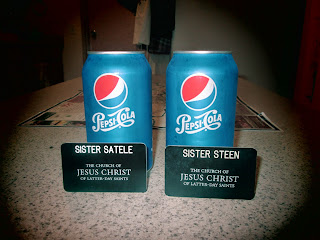 PEPSI-COLA
PEPSI-COLA
SISTER SATELE
THE CHURCH OF
JESUS CHRIST
OF LATTER-DAY SAINTS
SISTER STEEN
THE CHURCH OF
JESUS CHRIST
OF LATTER-DAY SAINTS